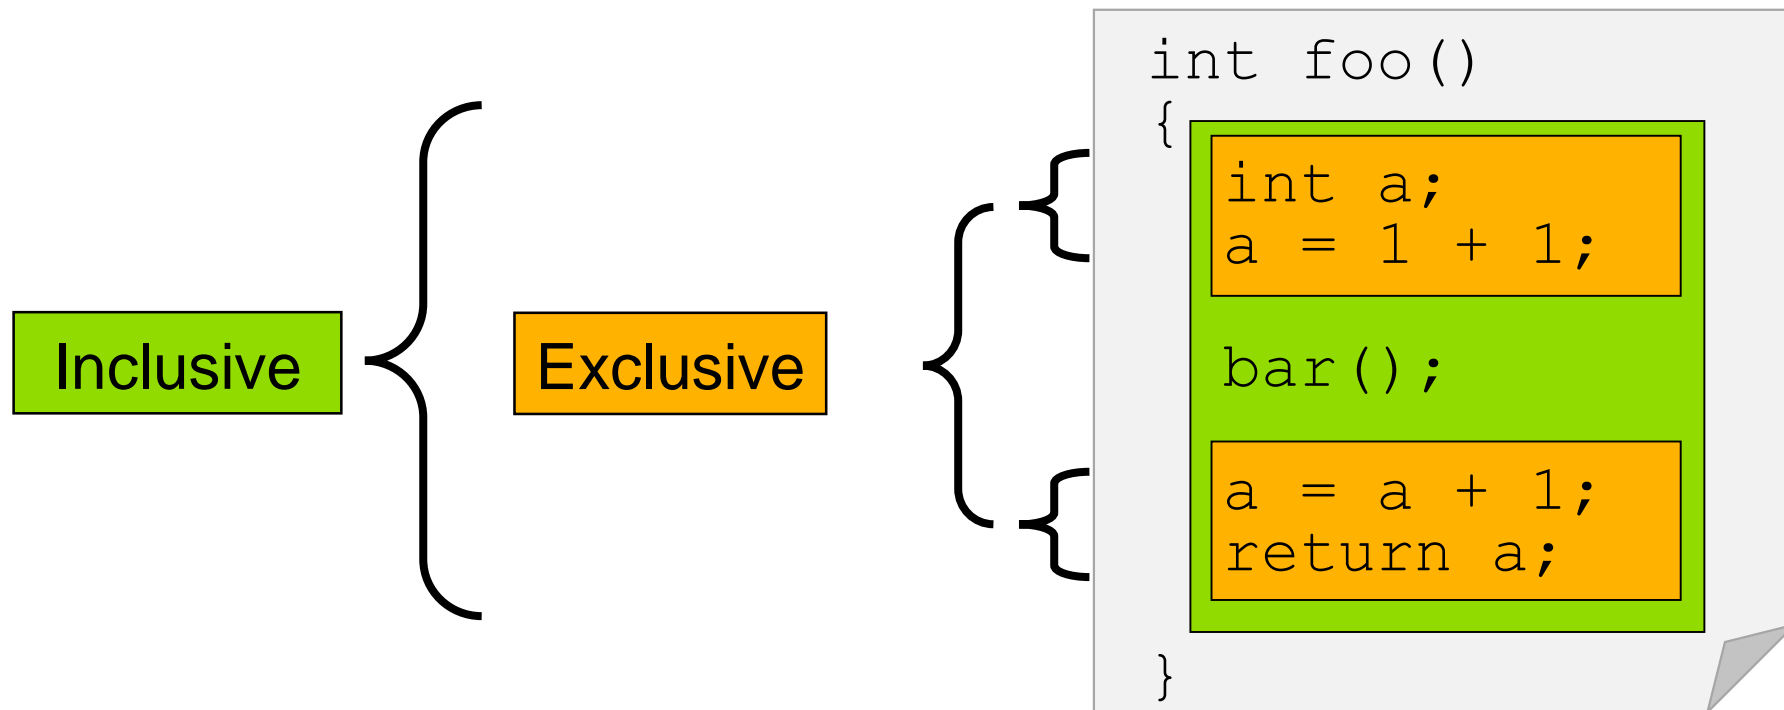 Inclusive
Exclusive
int foo()
{
int a;
a = 1 + 1;
bar();
a = a + 1;
return a;
}